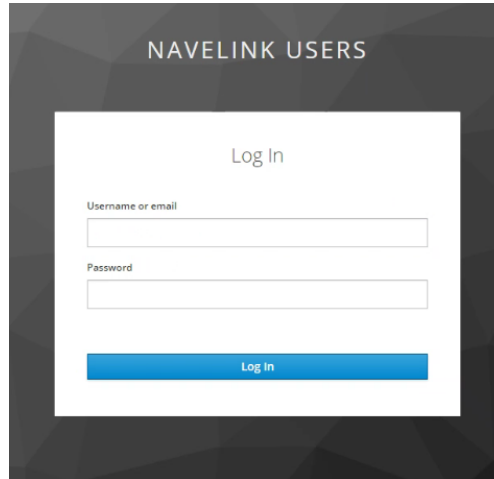 NAVELINK USERS
Log In
Username or email
Password
Log In